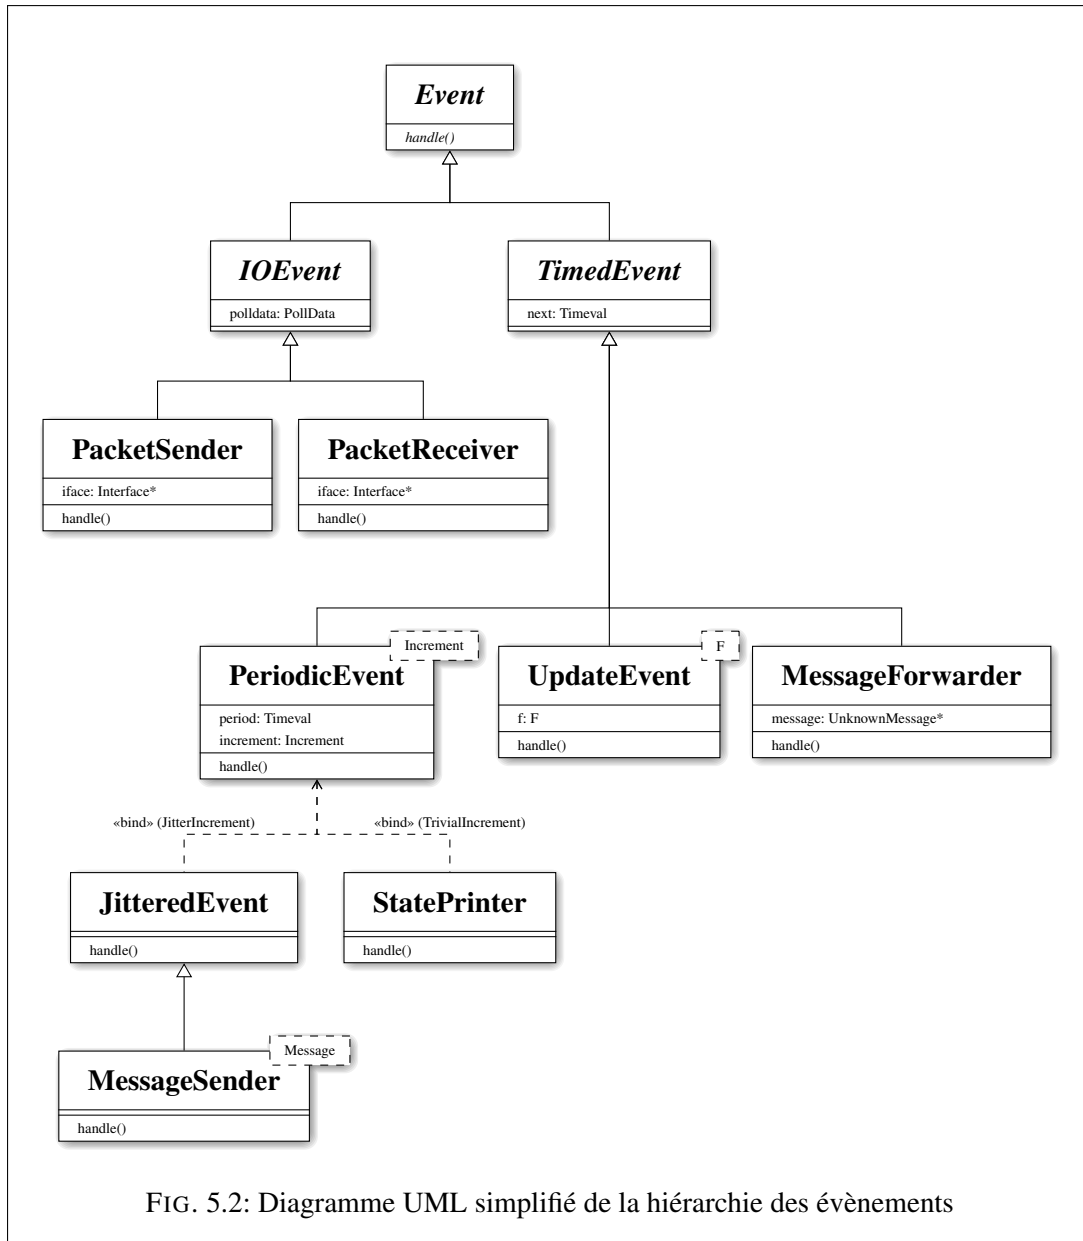 Event
handle()
IOEvent
polldata: PollData
TimedEvent
next: Timeval
PacketSender
iface: Interface*
handle()
PacketReceiver
iface: Interface*
handle()
Increment
PeriodicEvent
period: Timeval
increment: Increment
handle()
F
UpdateEvent
f: F
handle()
MessageForwarder
message: UnknownMessage*
handle()
«bind» (JitterIncrement)
«bind» (TrivialIncrement)
JitteredEvent
handle()
StatePrinter
handle()
Message
MessageSender
handle()
FIG. 5.2: Diagramme UML simplifié de la hiérarchie des évènements